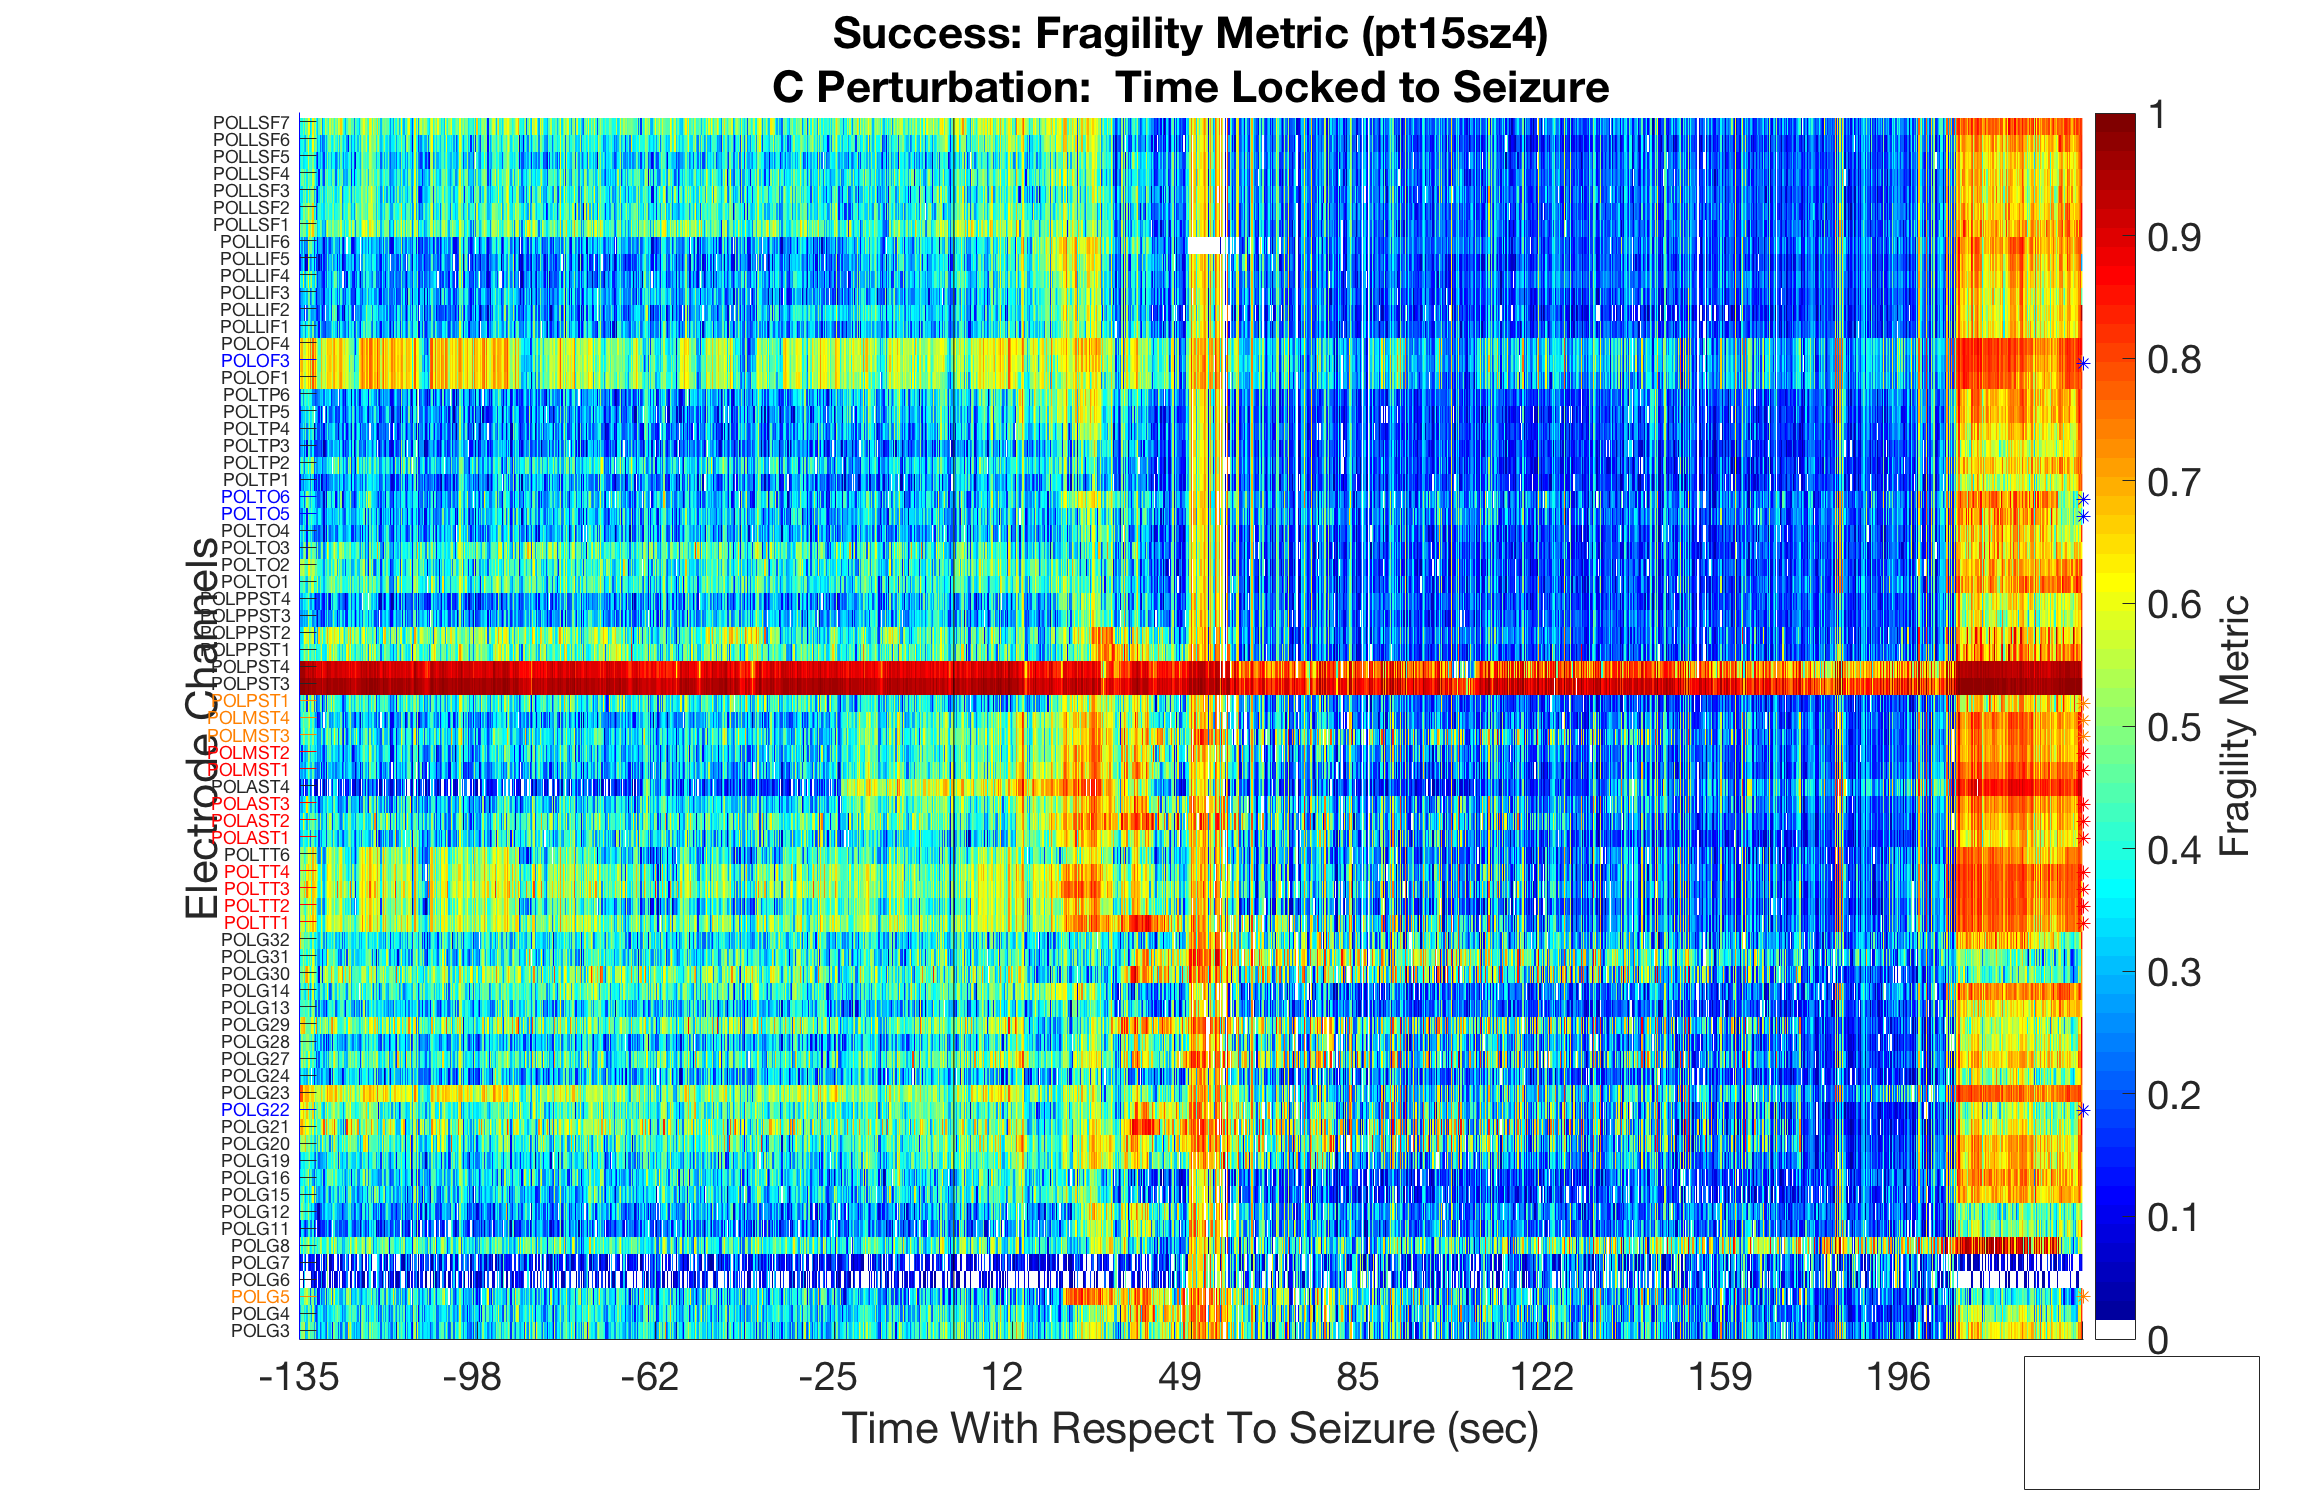 Success: Fragility Metric (pt15sz4)
C Perturbation:  Time Locked to Seizure
Electrode Channels
POLLSF7
POLLSF6
POLLSF5
POLLSF4
POLLSF3
POLLSF2
POLLSF1
POLLIF6
POLLIF5
POLLIF4
POLLIF3
POLLIF2
POLLIF1
POLOF4
POLOF3
POLOF1
POLTP6
POLTP5
POLTP4
POLTP3
POLTP2
POLTP1
POLTO6
POLTO5
POLTO4
POLTO3
POLTO2
POLTO1
POLPPST4
POLPPST3
POLPPST2
POLPPST1
POLPST4
POLPST3
POLPST1
POLMST4
POLMST3
POLMST2
POLMST1
POLAST4
POLAST3
POLAST2
POLAST1
POLTT6
POLTT4
POLTT3
POLTT2
POLTT1
POLG32
POLG31
POLG30
POLG14
POLG13
POLG29
POLG28
POLG27
POLG24
POLG23
POLG22
POLG21
POLG20
POLG19
POLG16
POLG15
POLG12
POLG11
POLG8
POLG7
POLG6
POLG5
POLG4
POLG3
-135 -98 -62 -25 12 49 85 122 159 196
Time With Respect To Seizure (sec)
1
0.9
0.8
0.7
0.6
0.5
0.4
0.3
0.2
0.1
0
Fragility Metric